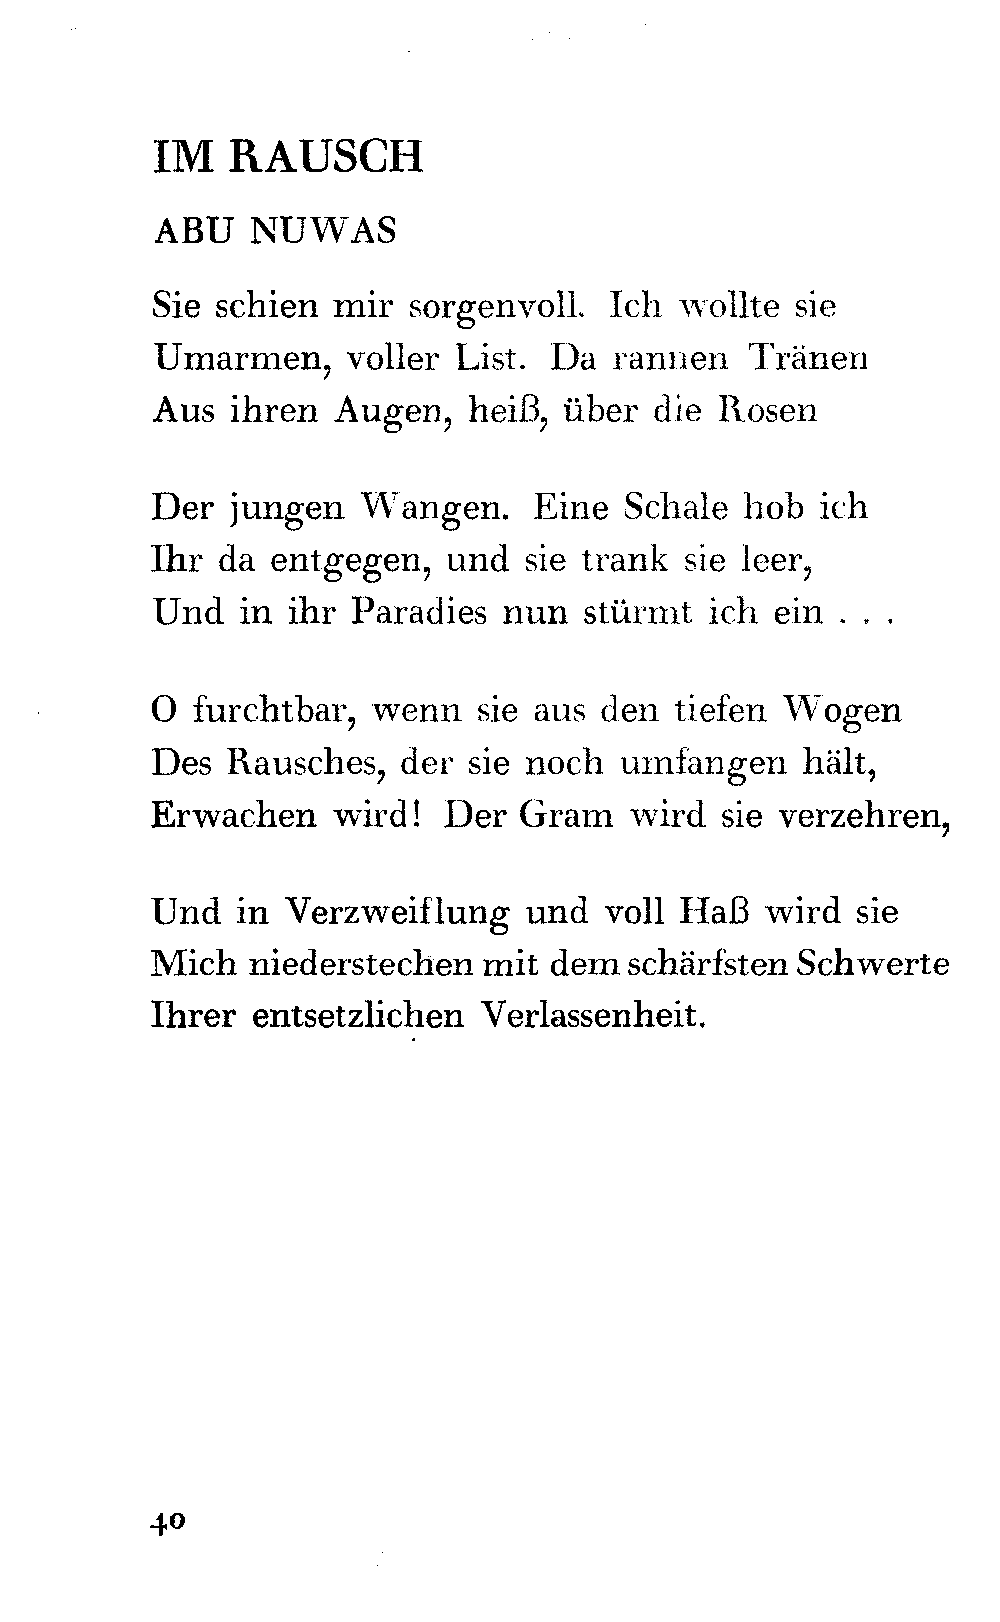 IM RAUSCH
ABU NUWAS
Sie schien mir sorgenvoll. Ich wollte sie
Umarmen, voller List. Da rannen Tränen
Aus ihren Augen, heiß, über die Rosen
Der jungen Wangen. Eine Schale hob ich
Ihr da entgegen, und sie trank sie leer,
Und in ihr Paradies nun stürmt ich ein . . .
O furchtbar, wenn sie aus den tiefen Wogen
Des Rausches, der sie noch umfangen hält,
Erwachen wird! Der Gram wird sie verzehren,
Und in Verzweiflung und voll Haß wird sie
Mich niederstechen mit dem schärfsten Schwerte
Ihrer entsetzlichen Verlassenheit.
40